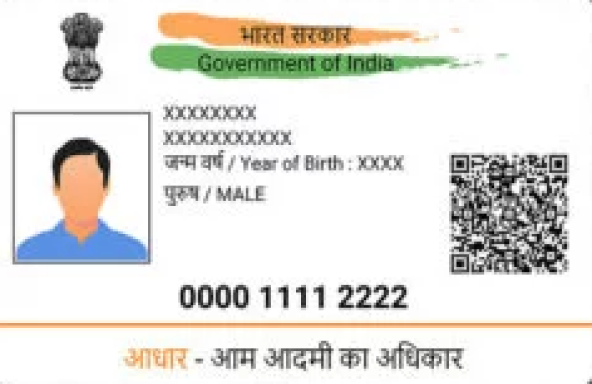 भारत सरकार
Government of India
XXXXXXXX
XXXXXXXXXXX
जन्म वर्ष / Year of Birth : XXXX
पुरुष / MALE
0000 1111 2222
आधार - आम आदमी का अधिकार